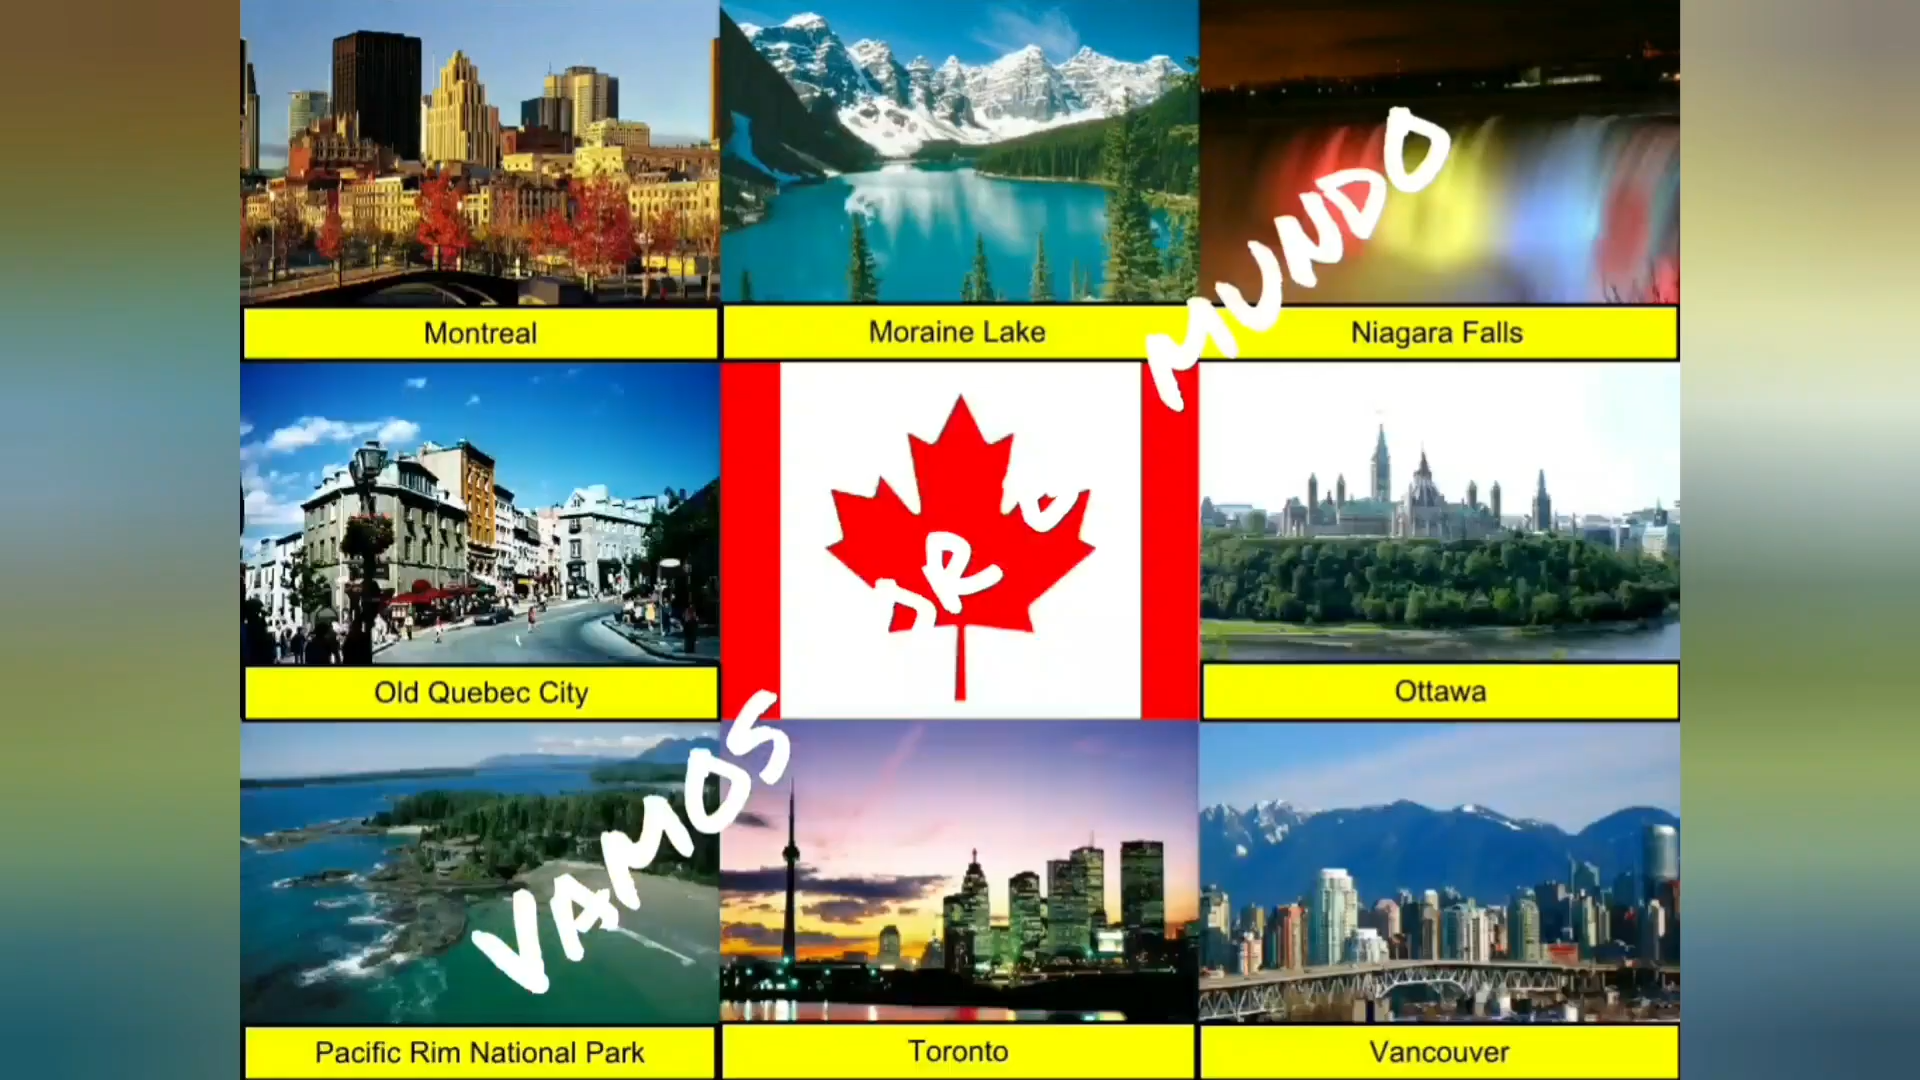 Montreal
Moraine Lake
Niagara Falls
Old Quebec City
Ottawa
Pacific Rim National Park
Toronto
Vancouver
VAMOS
MUNDO